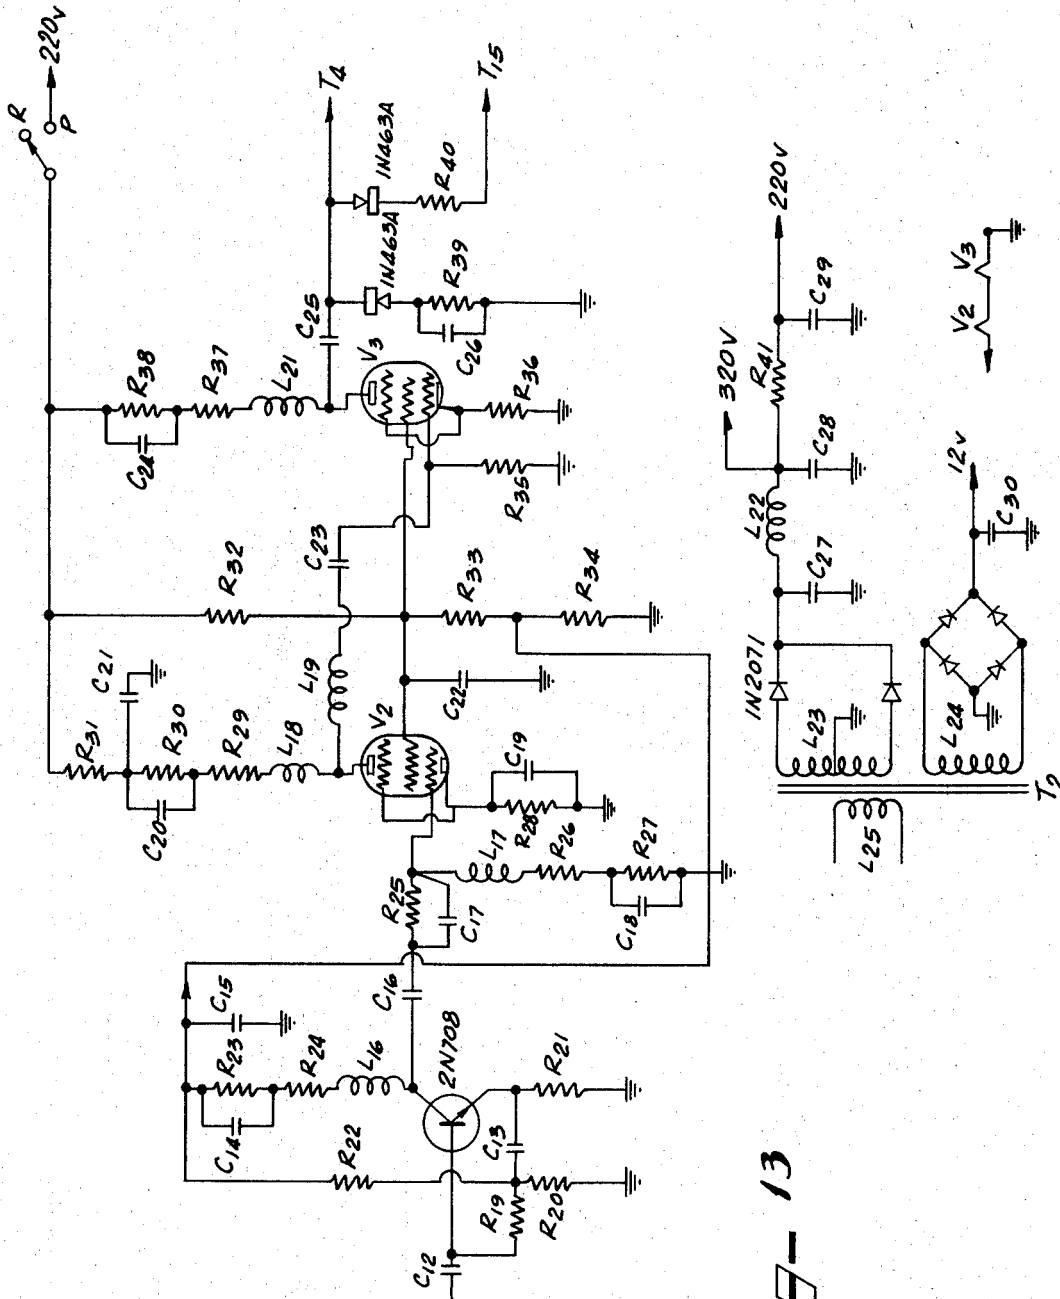 220v
R
P
T4
T15
1N463A
1N463A
R40
R39
C26
C25
V3
R38
R37
L21
C24
R36
R35
C23
R32
R33
R34
L19
C21
R31
R30
R29
L18
C20
V2
C22
C19
R28
L17
R26
R27
C18
R25
C17
C16
C15
R23
R24
L16
C14
2N708
R21
C13
R22
R19
R20
C12
220v
320v
R41
C29
C28
L22
C27
1N2071
L23
L24
L25
T2
12v
C30
V2
V3
13